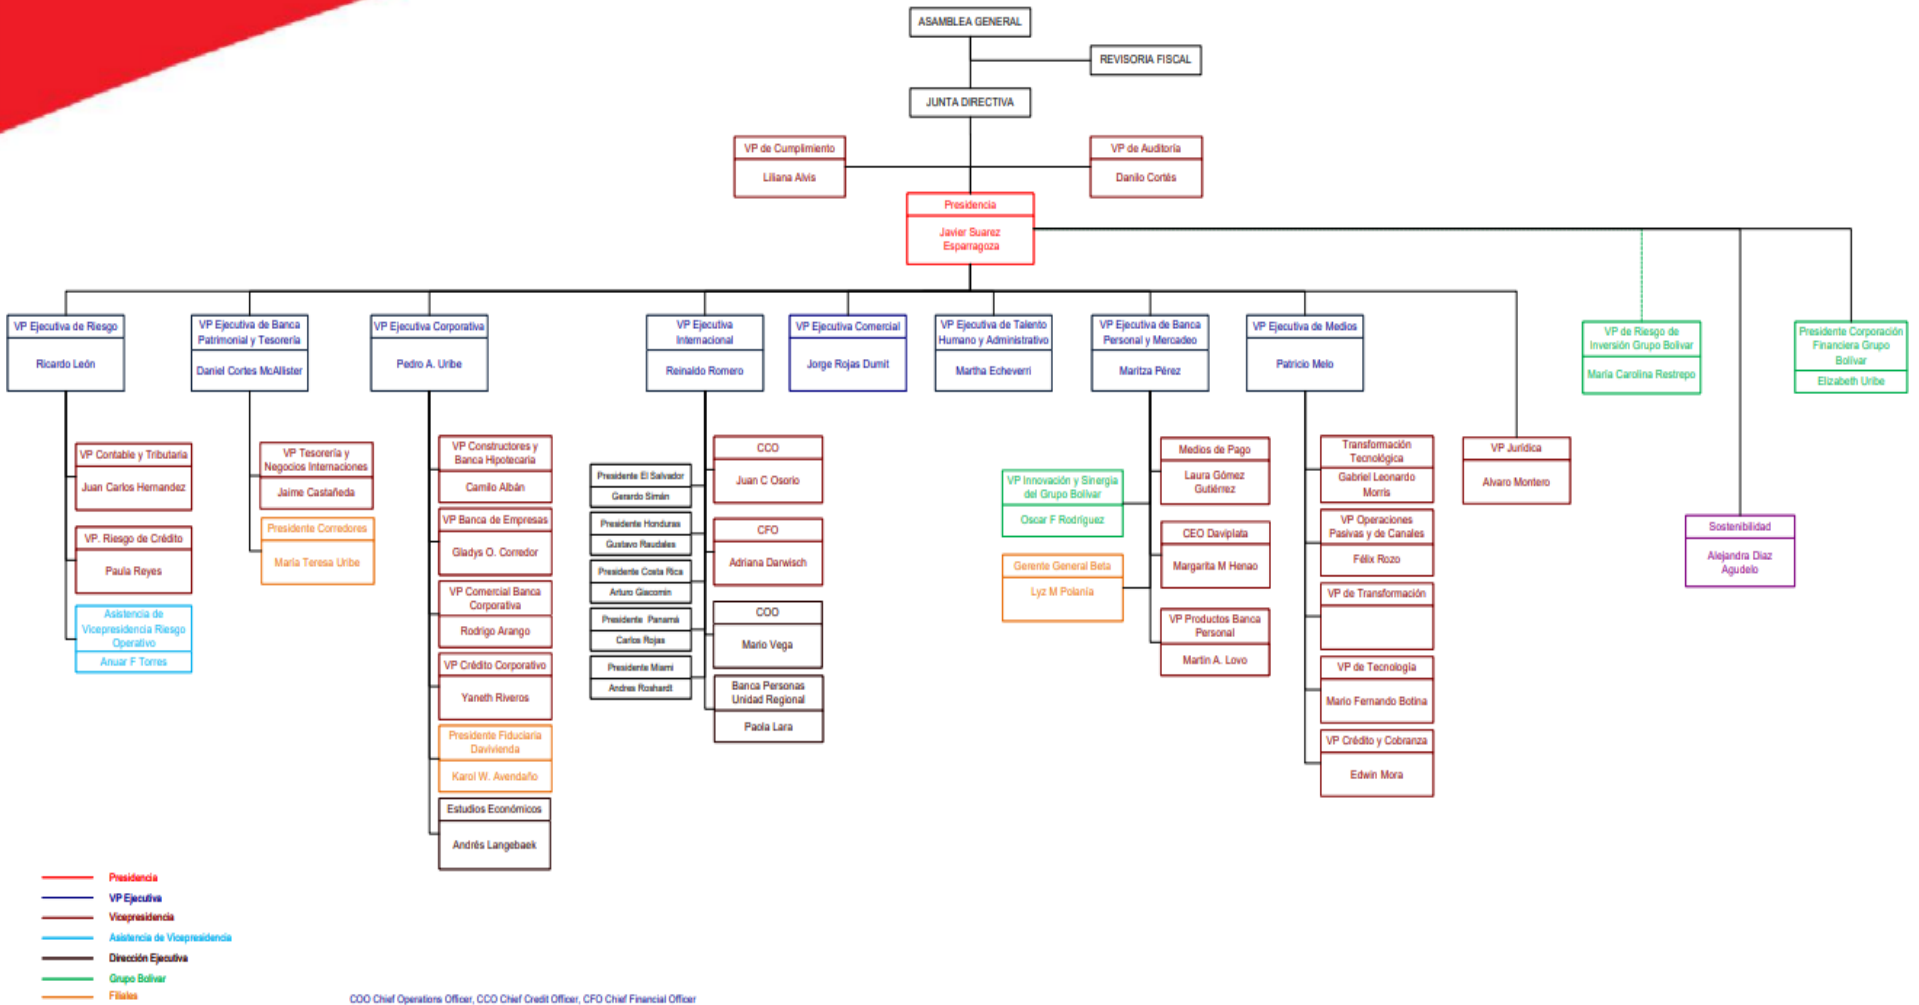 ASAMBLEA GENERAL
REVISORIA FISCAL
JUNTA DIRECTIVA
VP de Cumplimiento
Liliana Alvis
VP de Auditoría
Danilo Cortés
Presidencia
Javier Suarez
Esparragoza
VP Ejecutiva de Riesgo
Ricardo León
VP Ejecutiva de Banca
Patrimonial y Tesorería
Daniel Cortes McAllister
VP Ejecutiva Corporativa
Pedro A. Uribe
VP Ejecutiva
Internacional
Reinaldo Romero
VP Ejecutiva Comercial
Jorge Rojas Dumit
VP Ejecutiva de Talento
Humano y Administrativo
Martha Echeverri
VP Ejecutiva de Banca
Personal y Mercadeo
Maritza Pérez
VP Ejecutiva de Medios
Patricio Melo
VP de Riesgo de
Inversión Grupo Bolívar
María Carolina Restrepo
Presidente Corporación
Financiera Grupo
Bolívar
Elizabeth Uribe
VP Contable y Tributaria
Juan Carlos Hernandez
VP. Riesgo de Crédito
Paula Reyes
Asistencia de
Vicepresidencia Riesgo
Operativo
Anuar F Torres
VP Tesorería y
Negocios Internaciones
Jaime Castañeda
Presidente Corredores
María Teresa Uribe
VP Constructores y
Banca Hipotecaria
Camilo Albán
VP Banca de Empresas
Gladys O. Corredor
VP Comercial Banca
Corporativa
Rodrigo Arango
VP Crédito Corporativo
Yaneth Riveros
Presidente Fiduciaria
Davivienda
Karol W. Avendaño
Estudios Económicos
Andrés Langebaek
Presidente El Salvador
Gerardo Simán
Presidente Honduras
Gustavo Raudales
Presidente Costa Rica
Arturo Giacomin
Presidente Panamá
Carlos Rojas
Presidente Miami
Andres Roshardt
CCO
Juan C Osorio
CFO
Adriana Darwisch
COO
Mario Vega
Banca Personas
Unidad Regional
Paola Lara
VP Innovación y Sinergia
del Grupo Bolívar
Oscar F Rodríguez
Gerente General Beta
Lyz M Polanía
Medios de Pago
Laura Gómez
Gutiérrez
CEO Daviplata
Margarita M Henao
VP Productos Banca
Personal
Martin A. Lovo
Transformación
Tecnológica
Gabriel Leonardo
Morris
VP Operaciones
Pasivas y de Canales
Félix Rozo
VP de Transformación
VP de Tecnología
Mario Fernando Botina
VP Crédito y Cobranza
Edwin Mora
VP Jurídica
Alvaro Montero
Sostenibilidad
Alejandra Diaz
Agudelo
Presidencia
VP Ejecutiva
Vicepresidencia
Asistencia de Vicepresidencia
Dirección Ejecutiva
Grupo Bolívar
Filiales
COO Chief Operations Officer, CCO Chief Credit Officer, CFO Chief Financial Officer